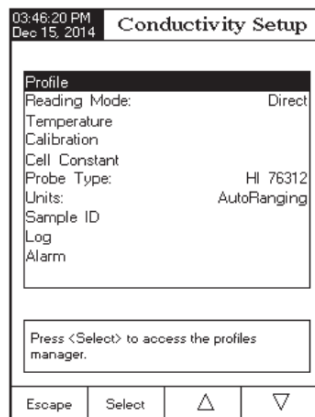 03:46:20 PM
Dec 15, 2014
Conductivity Setup
Profile
Reading Mode: Direct
Temperature
Calibration
Cell Constant
Probe Type: HI 76312
Units: AutoRanging
Sample ID
Log
Alarm
Press <Select> to access the profiles
manager.
Escape Select △ ▽